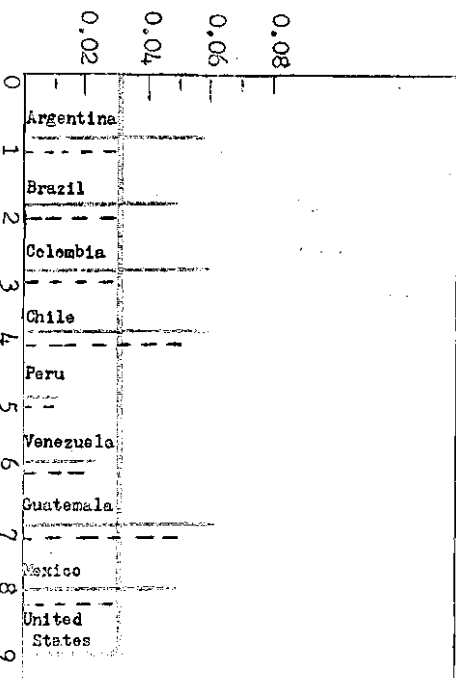 0.02
0.04
0.06
0.08
0
Argentina
1
Brazil
2
Colombia
3
Chile
4
Peru
5
Venezuela
6
Guatemala
7
Mexico
8
United
States
9